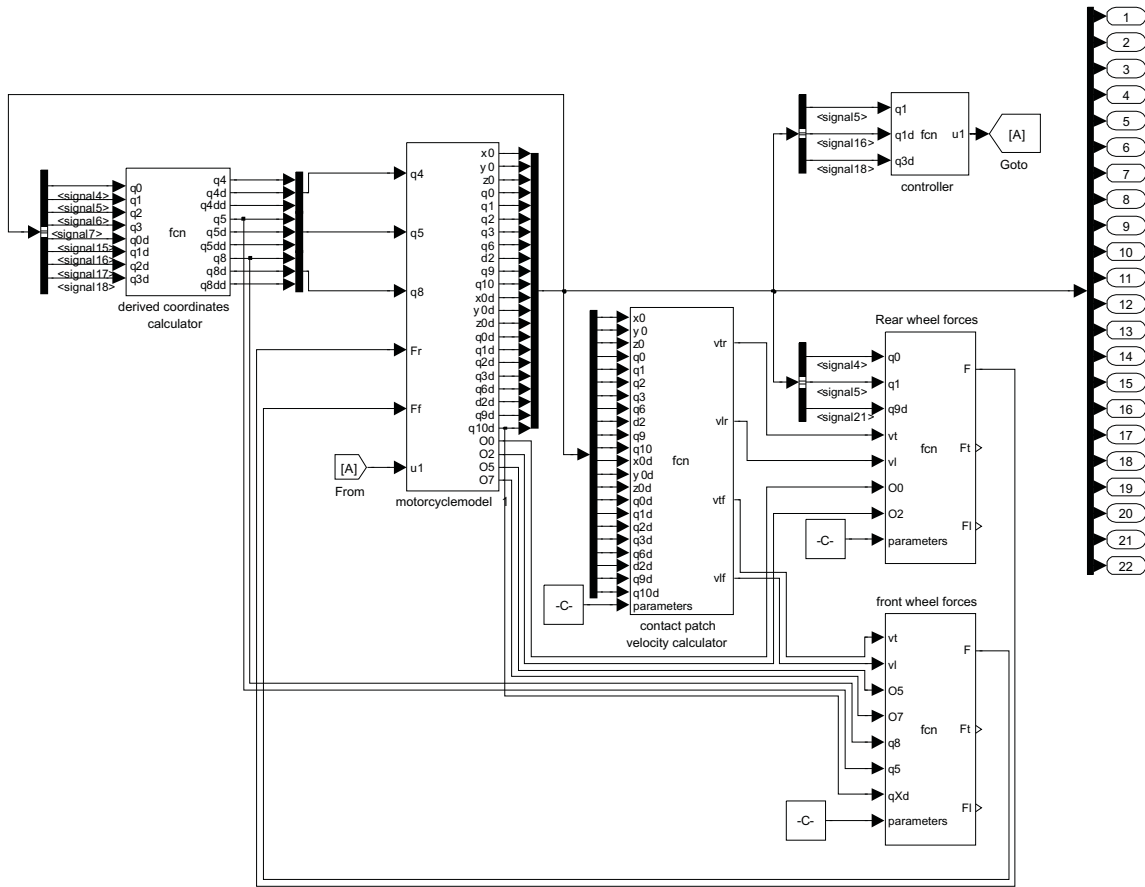 q0
q1
q2
q3
q0d
q1d
q2d
q3d
<signal4>
<signal5>
<signal6>
<signal7>
<signal15>
<signal16>
<signal17>
<signal18>
fcn
q4
q4d
q4dd
q5
q5d
q5dd
q8
q8d
q8dd
derived coordinates
calculator
q4
q5
q8
Fr
Ff
u1
x0
y0
z0
q0
q1
q2
q3
q6
d2
q9
q10
x0d
y0d
z0d
q0d
q1d
q2d
q3d
q6d
d2d
q9d
q10d
O0
O2
O5
O7
motorcyclemodel 1
[A]
From
x0
y0
z0
q0
q1
q2
q3
q6
d2
q9
q10
x0d
y0d
z0d
q0d
q1d
q2d
q3d
q6d
d2d
q9d
q10d
parameters
fcn
vtr
vlr
vtf
vlf
contact patch
velocity calculator
-C-
<signal5>
<signal16>
<signal18>
q1
q1d
q3d
fcn
u1
controller
[A]
Goto
Rear wheel forces
<signal4>
<signal5>
<signal21>
q0
q1
q9d
vt
vl
O0
O2
parameters
fcn
F
Ft
Fl
-C-
front wheel forces
vt
vl
O5
O7
q8
q5
qXd
parameters
fcn
F
Ft
Fl
-C-
1
2
3
4
5
6
7
8
9
10
11
12
13
14
15
16
17
18
19
20
21
22